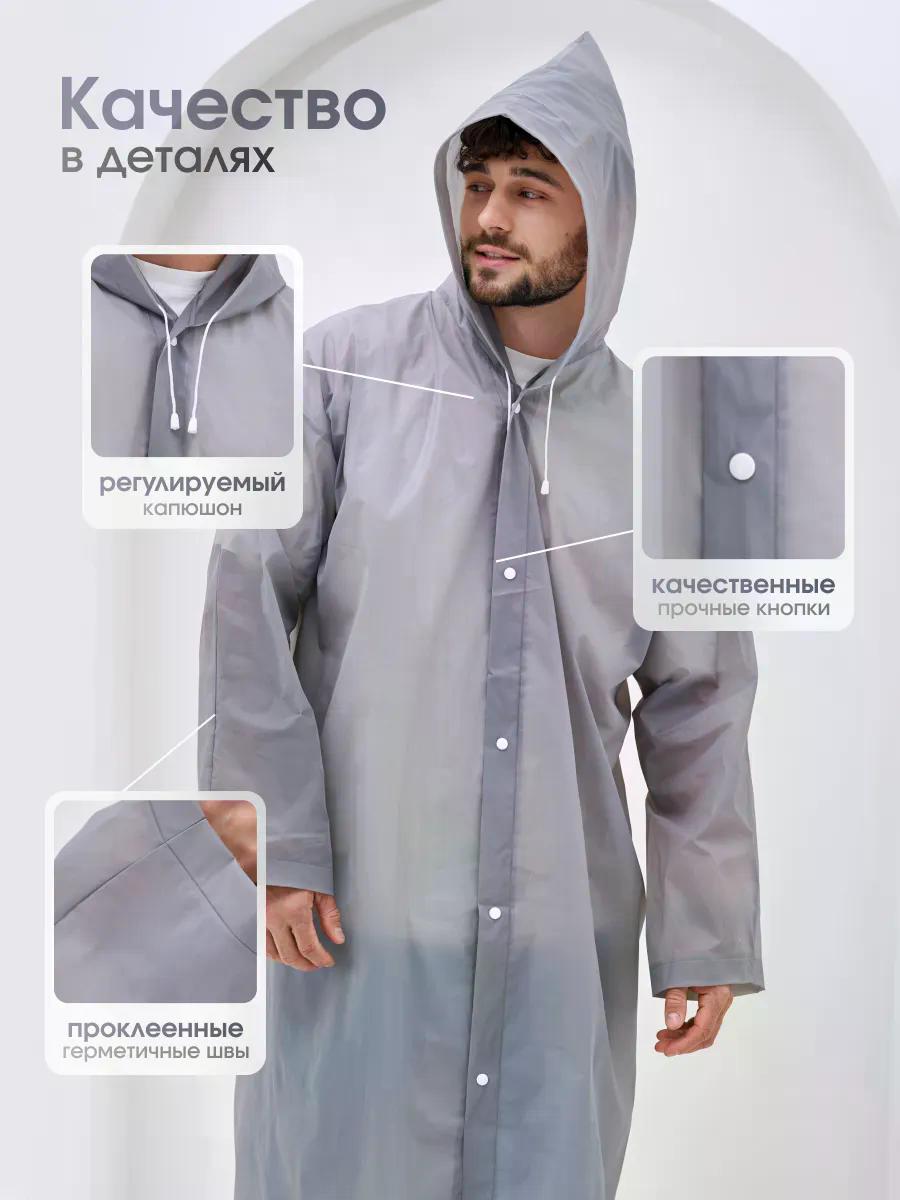 Качество
в деталях
регулируемый
капюшон
качественные
прочные кнопки
проклеенные
герметичные швы